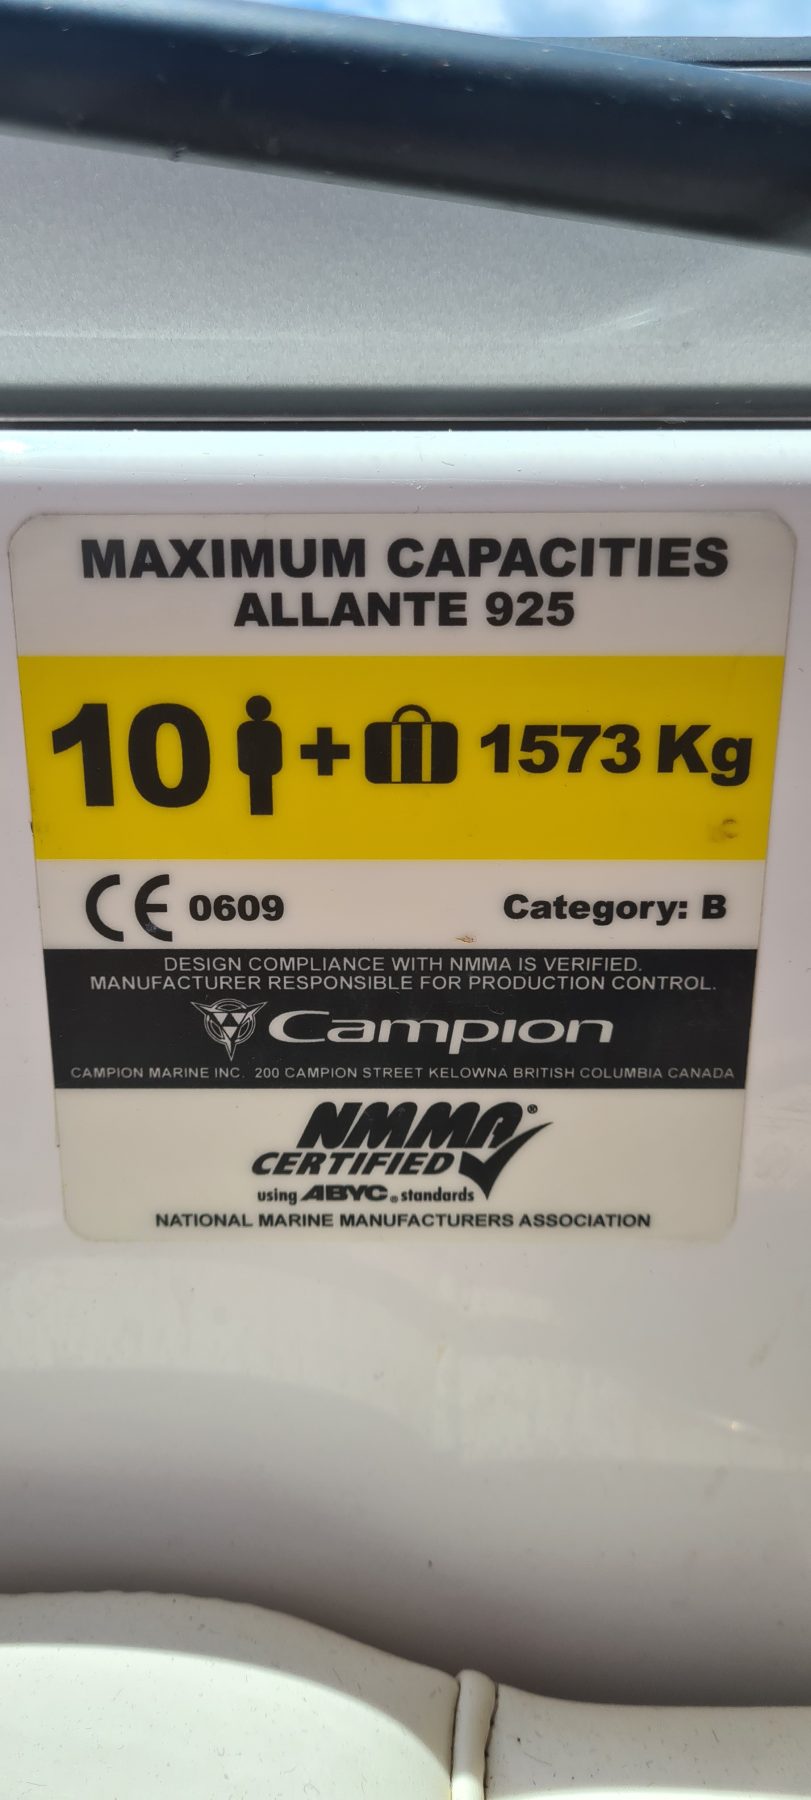 MAXIMUM CAPACITIES
ALLANTE 925
10 + 1573 Kg
CE 0609 Category: B
DESIGN COMPLIANCE WITH NMMA IS VERIFIED.
MANUFACTURER RESPONSIBLE FOR PRODUCTION CONTROL.
Campion
CAMPION MARINE INC. 200 CAMPION STREET KELOWNA BRITISH COLUMBIA CANADA
NMMA®
CERTIFIED
using ABYC® standards
NATIONAL MARINE MANUFACTURERS ASSOCIATION